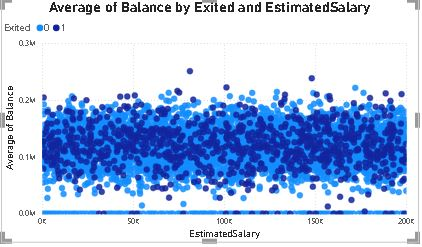 Average of Balance by Exited and EstimatedSalary
Exited 0 1
0.3M
0.2M
0.1M
0.0M
Average of Balance
0K 50K 100K 150K 200K
EstimatedSalary